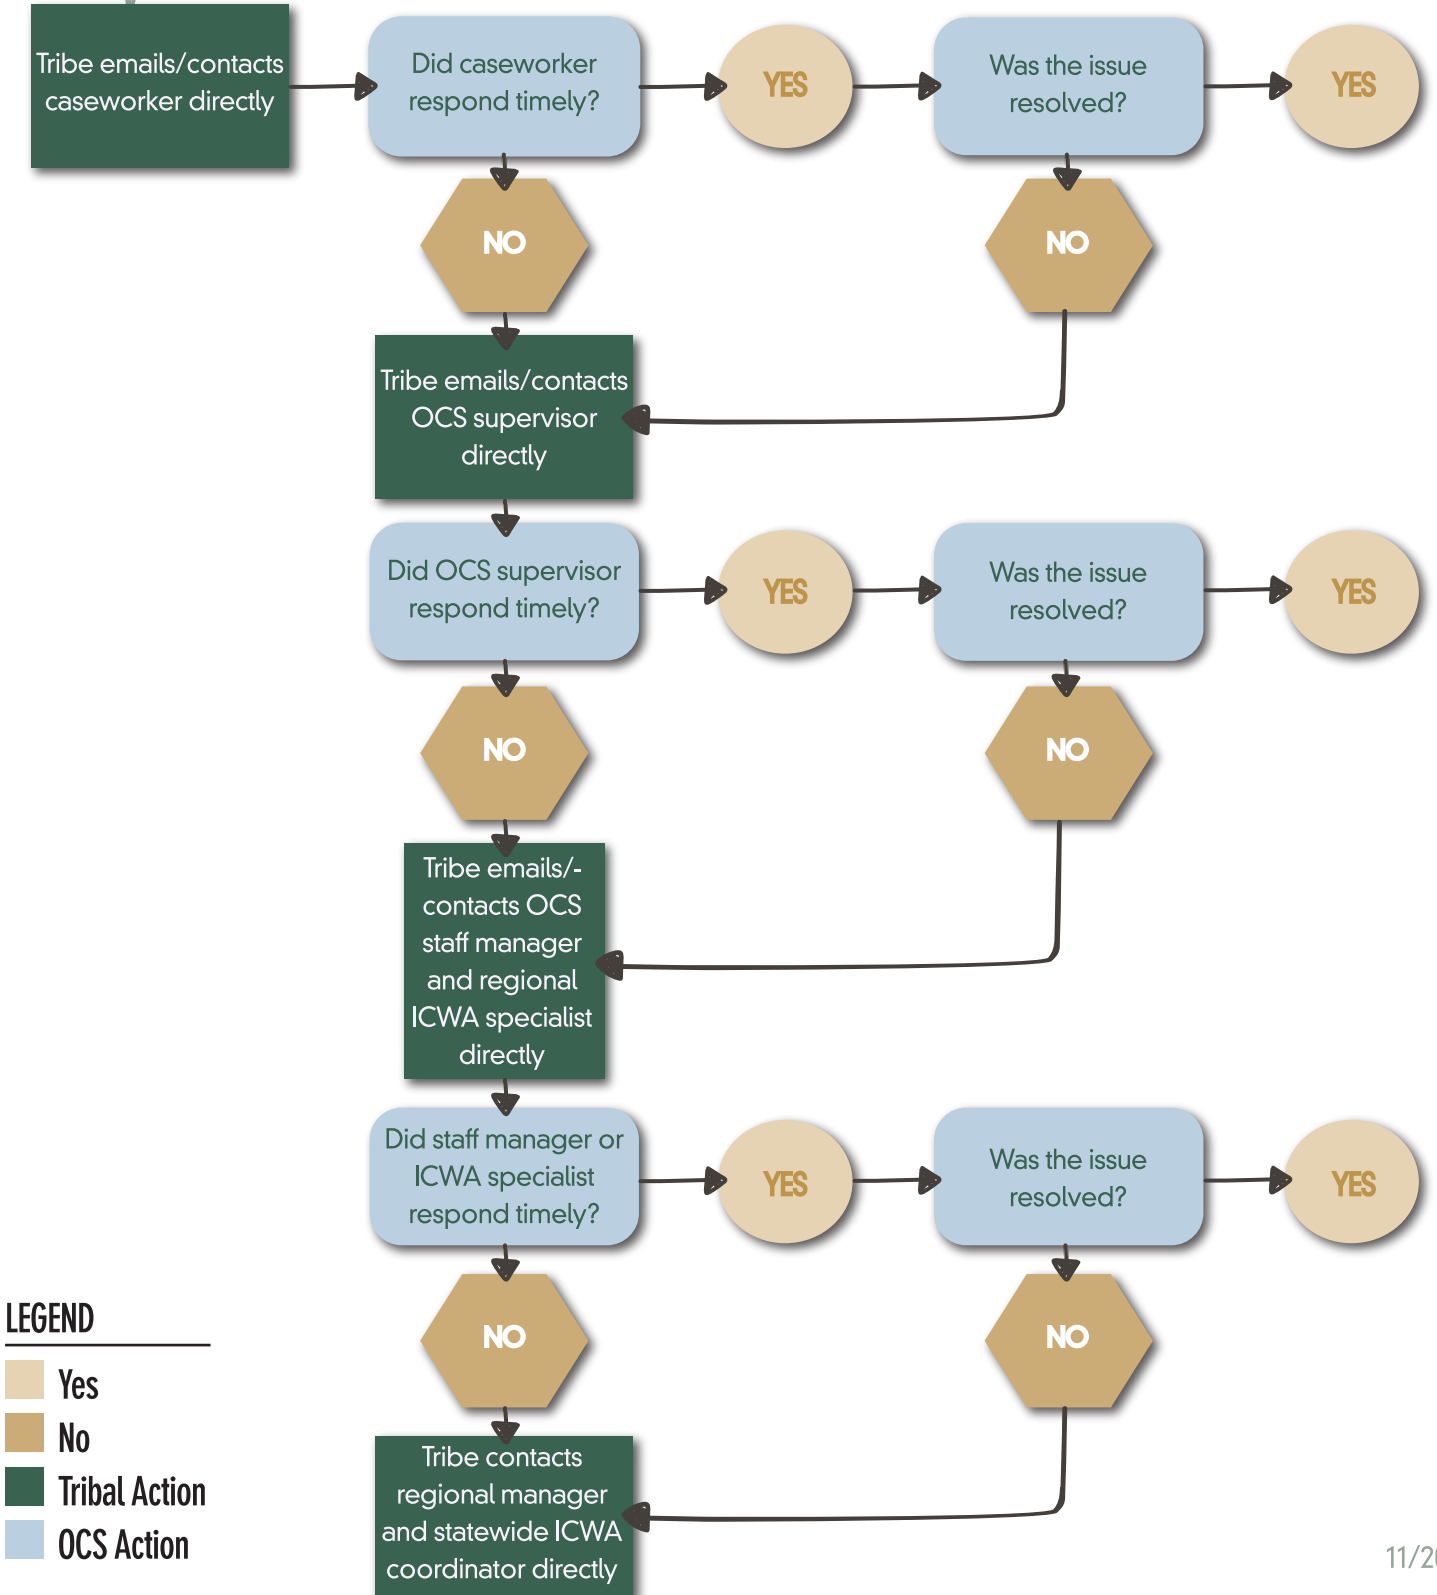 Tribe emails/contacts
caseworker directly
Did caseworker
respond timely?
YES
Was the issue
resolved?
YES
NO
NO
Tribe emails/contacts
OCS supervisor
directly
Did OCS supervisor
respond timely?
YES
Was the issue
resolved?
YES
NO
NO
Tribe emails/-
contacts OCS
staff manager
and regional
ICWA specialist
directly
Did staff manager or
ICWA specialist
respond timely?
YES
Was the issue
resolved?
YES
NO
NO
Tribe contacts
regional manager
and statewide ICWA
coordinator directly
LEGEND
Yes
No
Tribal Action
OCS Action